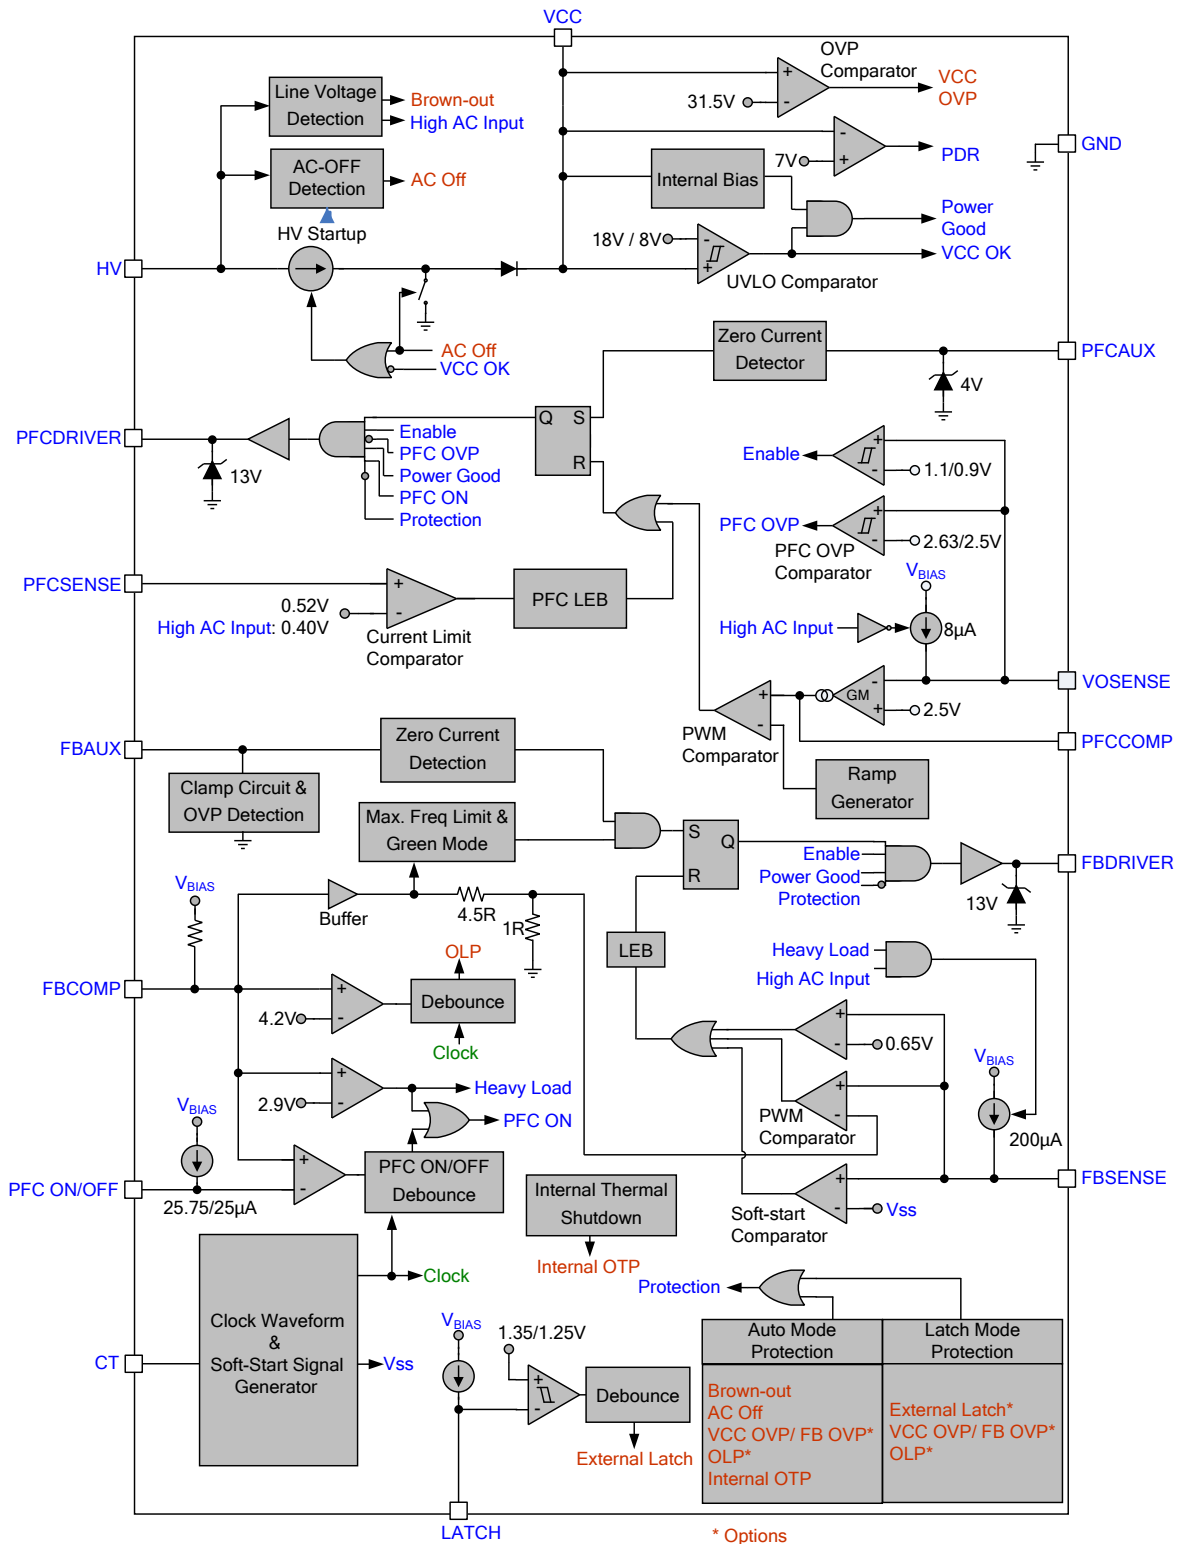 VCC
OVP
Comparator
+
-
31.5V
VCC
OVP
Line Voltage
Detection
Brown-out
High AC Input
-
+
7V
PDR
GND
AC-OFF
Detection
AC Off
Internal Bias
Power
Good
HV Startup
18V / 8V
-
+
VCC OK
UVLO Comparator
HV
AC Off
VCC OK
Zero Current
Detector
PFCAUX
4V
PFCDRIVER
13V
Enable
PFC OVP
Power Good
PFC ON
Protection
Q
S
R
Enable
+
-
1.1/0.9V
PFC OVP
+
-
2.63/2.5V
PFC OVP
Comparator
PFCSENSE
+
-
0.52V
High AC Input: 0.40V
Current Limit
Comparator
PFC LEB
VBIAS
High AC Input
8µA
VOSENSE
-
GM
+
2.5V
+
-
PWM
Comparator
PFCCOMP
Ramp
Generator
FBAUX
Zero Current
Detection
Clamp Circuit &
OVP Detection
Max. Freq Limit &
Green Mode
S
Q
R
Enable
Power Good
Protection
FBDRIVER
13V
VBIAS
Buffer
4.5R
1R
LEB
Heavy Load
High AC Input
FBCOMP
OLP
+
-
4.2V
Debounce
Clock
+
-
0.65V
+
-
2.9V
Heavy Load
PFC ON
+
-
PWM
Comparator
VBIAS
200µA
VBIAS
+
-
PFC ON/OFF
Debounce
PFC ON/OFF
25.75/25µA
Internal Thermal
Shutdown
Internal OTP
+
-
Vss
Soft-start
Comparator
FBSENSE
Clock Waveform
&
Soft-Start Signal
Generator
Clock
Vss
CT
Protection
VBIAS
1.35/1.25V
+
-
Debounce
External Latch
LATCH
Auto Mode
Protection
Latch Mode
Protection
Brown-out
AC Off
VCC OVP/ FB OVP*
OLP*
Internal OTP
External Latch*
VCC OVP/ FB OVP*
OLP*
* Options